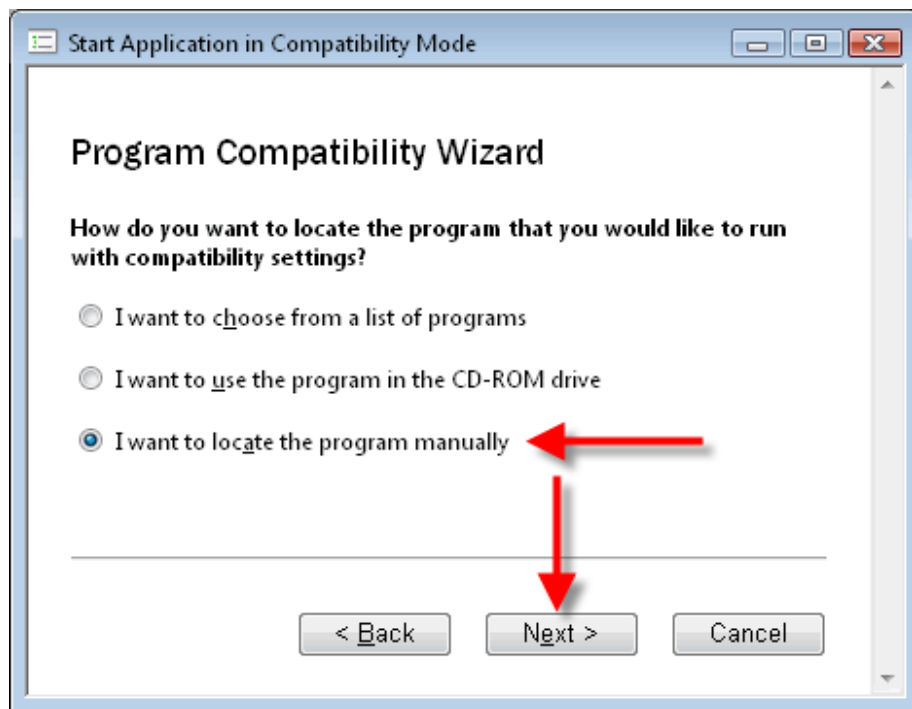 Start Application in Compatibility Mode
Program Compatibility Wizard
How do you want to locate the program that you would like to run
with compatibility settings?
I want to choose from a list of programs
I want to use the program in the CD-ROM drive
I want to locate the program manually
< Back
Next >
Cancel